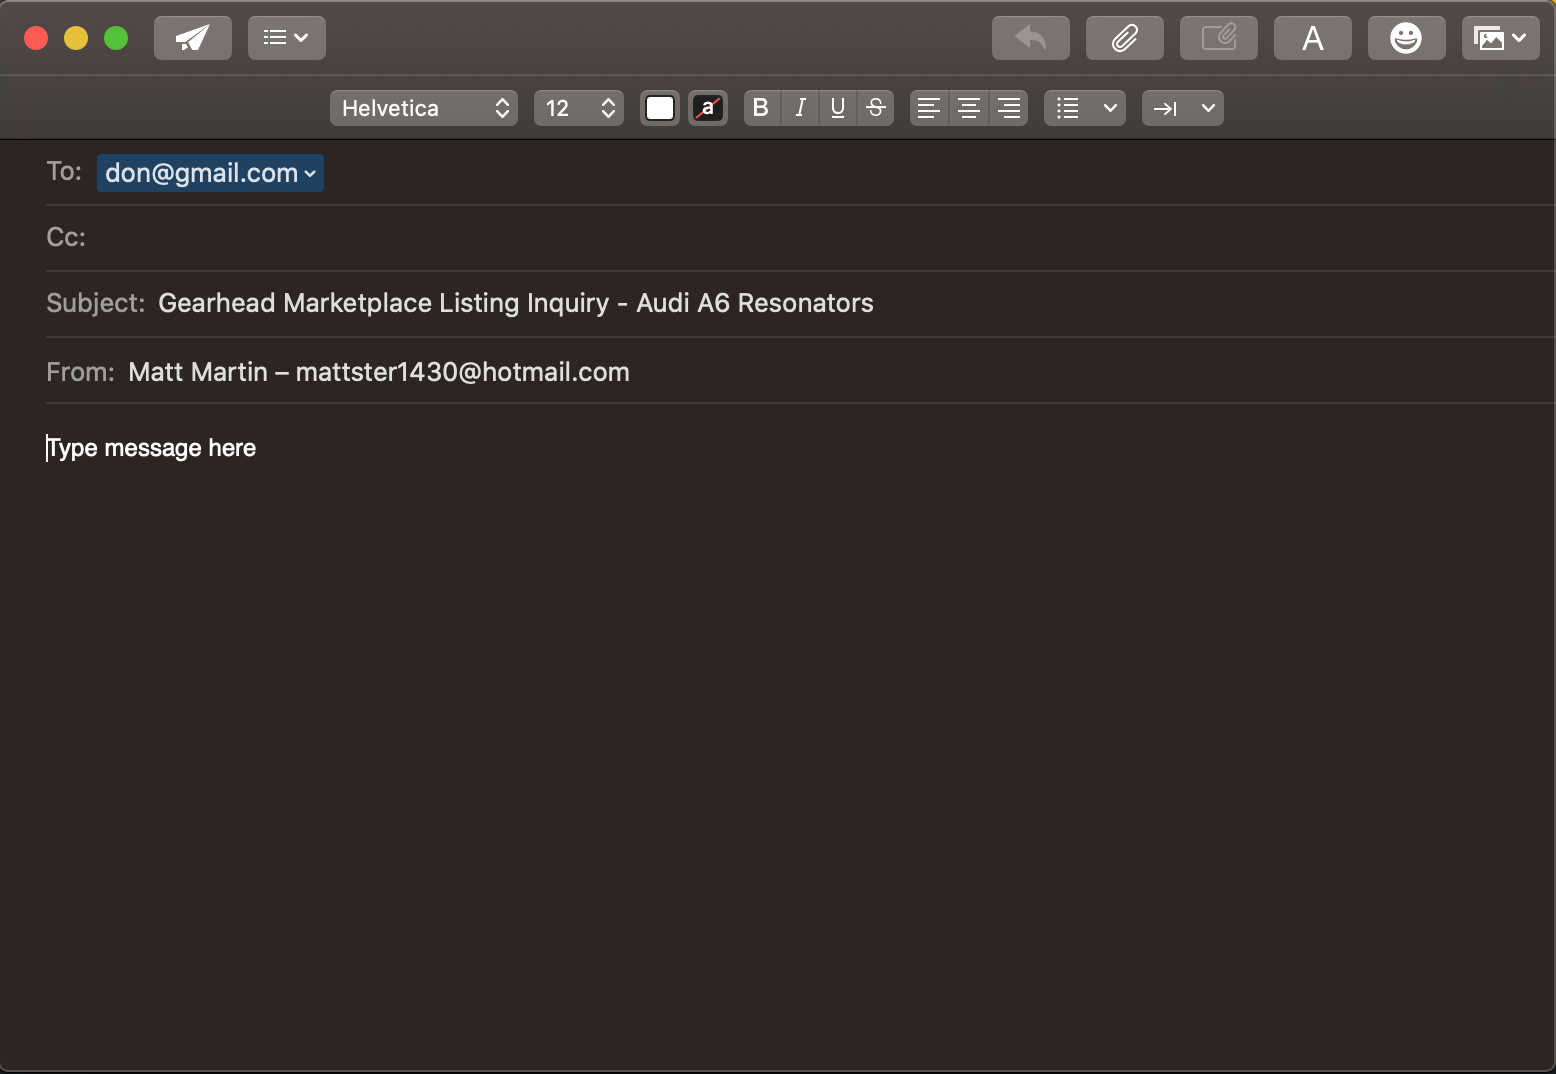 Helvetica 12 a B I U S
To: don@gmail.com
Cc:
Subject: Gearhead Marketplace Listing Inquiry - Audi A6 Resonators
From: Matt Martin – mattster1430@hotmail.com
Type message here